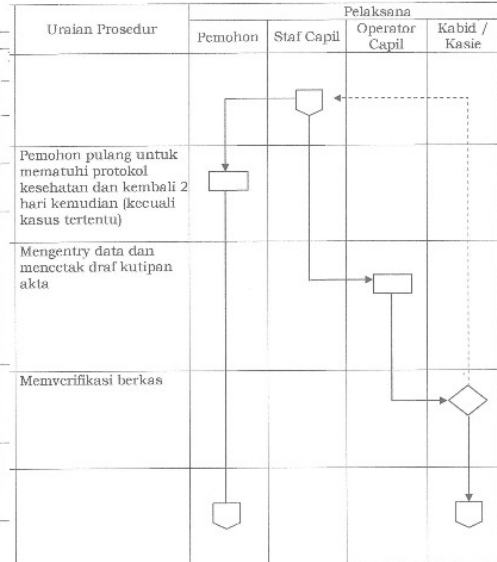 Uraian Prosedur
Pelaksana
Pemohon
Staf Capil
Operator
Capil
Kabid /
Kasie
Pemohon pulang untuk
mematuhi protokol
kesehatan dan kembali 2
hari kemudian (kecuali
kasus tertentu)
Mengentry data dan
mencetak draf kutipan
akta
Memverifikasi berkas